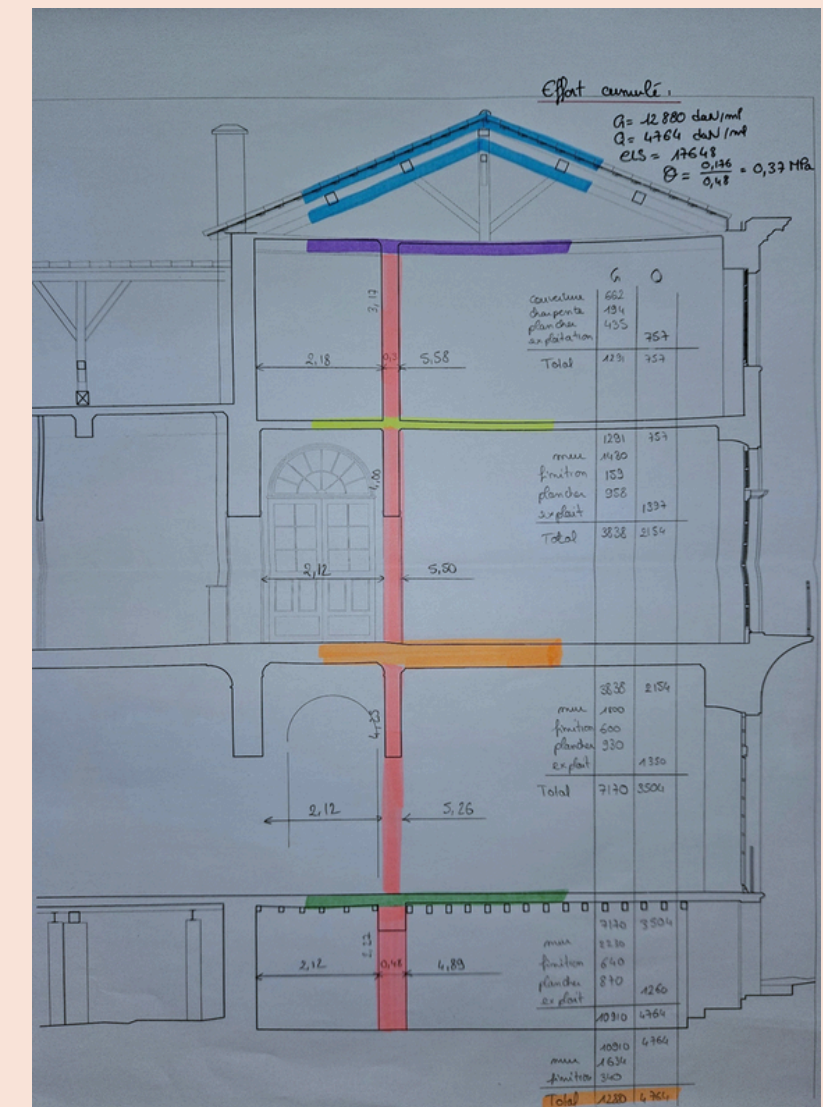 Effort cumulé :
G = 12 880 daN/ml
Q = 4764 daN/ml
ELS = 17648
σ = 0,176 / 0,48 = 0,37 MPa
G Q
couverture 662
charpente 194
plancher 435
exploitation 757
Total 1291 757
3,17
2,18 0,3 5,58
1291 757
mur 1480
finition 159
plancher 958
exploit 1397
Total 3838 2154
2,12 5,50
3838 2154
mur 1800
finition 600
plancher 930
exploit 1350
Total 7170 3504
4,25
2,12 5,26
7170 3504
mur 2230
finition 640
plancher 870
exploit 1260
10910 4764
2,27
2,12 0,48 4,89
10910 4764
mur 1634
finition 340
Total 1280 4764